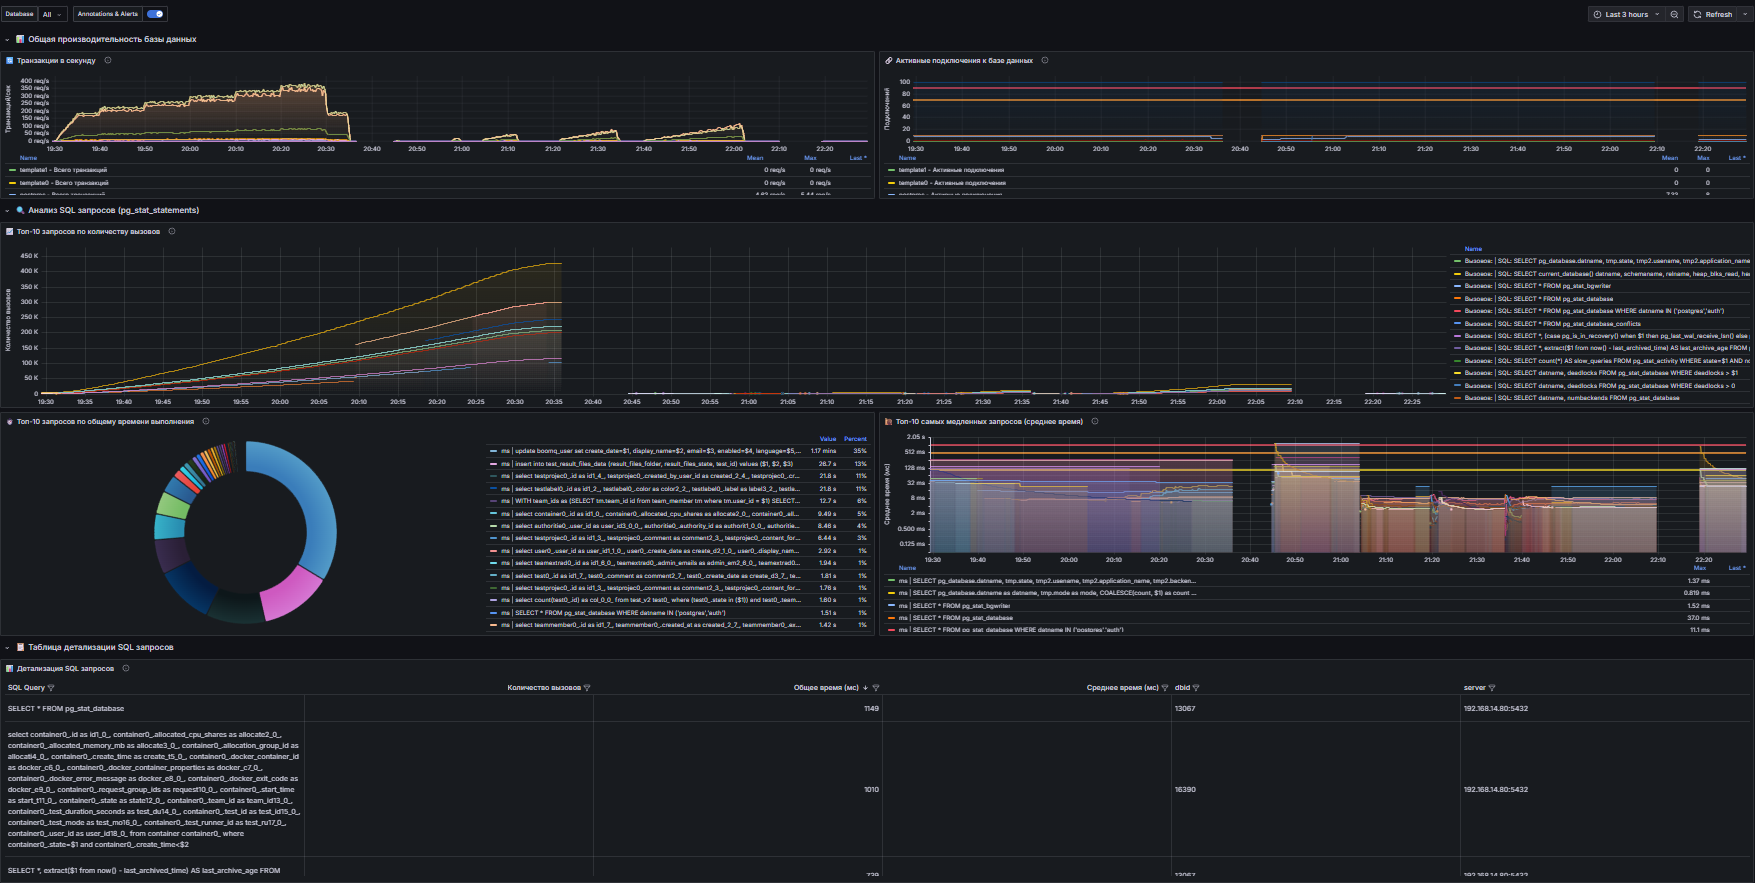 Database All Annotations & Alerts Last 3 hours Refresh
Общая производительность базы данных
Транзакции в секунду
Транзакций/сек
400 req/s
350 req/s
300 req/s
250 req/s
200 req/s
150 req/s
100 req/s
50 req/s
0 req/s
19:30 19:40 19:50 20:00 20:10 20:20 20:30 20:40 20:50 21:00 21:10 21:20 21:30 21:40 21:50 22:00 22:10 22:20
Name Mean Max Last *
template1 - Всего транзакций 0 req/s 0 req/s
template0 - Всего транзакций 0 req/s 0 req/s
Активные подключения к базе данных
Подключений
100
80
60
40
20
0
19:30 19:40 19:50 20:00 20:10 20:20 20:30 20:40 20:50 21:00 21:10 21:20 21:30 21:40 21:50 22:00 22:10 22:20
Name Mean Max Last *
template1 - Активные подключения 0 0
template0 - Активные подключения 0 0
Анализ SQL запросов (pg_stat_statements)
Топ-10 запросов по количеству вызовов
Количество вызовов
450 K
400 K
350 K
300 K
250 K
200 K
150 K
100 K
50 K
0
19:30 19:35 19:40 19:45 19:50 19:55 20:00 20:05 20:10 20:15 20:20 20:25 20:30 20:35 20:40 20:45 20:50 20:55 21:00 21:05 21:10 21:15 21:20 21:25 21:30 21:35 21:40 21:45 21:50 21:55 22:00 22:05 22:10 22:15 22:20 22:25
Name
Вызовов: | SQL: SELECT pg_database.datname, tmp.state, tmp2.usename, tmp2.application_name
Вызовов: | SQL: SELECT current_database() datname, schemaname, relname, heap_blks_read, he
Вызовов: | SQL: SELECT * FROM pg_stat_bgwriter
Вызовов: | SQL: SELECT * FROM pg_stat_database
Вызовов: | SQL: SELECT * FROM pg_stat_database WHERE datname IN ('postgres','auth')
Вызовов: | SQL: SELECT * FROM pg_stat_database_conflicts
Вызовов: | SQL: SELECT *, (case pg_is_in_recovery() when $1 then pg_last_wal_receive_lsn() else
Вызовов: | SQL: SELECT *, extract($1 from now() - last_archived_time) AS last_archive_age FROM
Вызовов: | SQL: SELECT count(*) AS slow_queries FROM pg_stat_activity WHERE state=$1 AND no
Вызовов: | SQL: SELECT datname, deadlocks FROM pg_stat_database WHERE deadlocks > $1
Вызовов: | SQL: SELECT datname, deadlocks FROM pg_stat_database WHERE deadlocks > 0
Вызовов: | SQL: SELECT datname, numbackends FROM pg_stat_database
Топ-10 запросов по общему времени выполнения
Value Percent
ms | update boomq_user set create_date=$1, display_name=$2, email=$3, enabled=$4, language=$5,... 1.17 mins 35%
ms | insert into test_result_files_data (result_files_folder, result_files_state, test_id) values ($1, $2, $3) 26.7 s 13%
ms | select testprojec0_.id as id1_4_, testprojec0_.created_by_user_id as created_2_4_, testprojec0_.cr... 21.8 s 11%
ms | select testlabel0_.id as id1_2_, testlabel0_.color as color2_2_, testlabel0_.label as label3_2_, testle... 21.8 s 11%
ms | WITH team_ids as (SELECT tm.team_id id from team_member tm where tm.user_id = $1) SELECT... 12.7 s 6%
ms | select container0_.id as id1_0_, container0_.allocated_cpu_shares as allocate2_0_, container0_.all... 9.49 s 5%
ms | select authoritie0_.user_id as user_id3_0_0_, authoritie0_.authority_id as authorit1_0_0_, authoritie... 8.46 s 4%
ms | select testprojec0_.id as id1_3_, testprojec0_.comment as comment2_3_, testprojec0_.content_for... 6.44 s 3%
ms | select user0_.user_id as user_id1_1_0_, user0_.create_date as create_d2_1_0_, user0_.display_nam... 2.92 s 1%
ms | select teamextrad0_.id as id1_6_0_, teamextrad0_.admin_emails as admin_em2_6_0_, teamextrad0... 1.94 s 1%
ms | select test0_.id as id1_7_, test0_.comment as comment2_7_, test0_.create_date as create_d3_7_, te... 1.81 s 1%
ms | select testprojec0_.id as id1_3_, testprojec0_.comment as comment2_3_, testprojec0_.content_for... 1.76 s 1%
ms | select count(test0_.id) as col_0_0_ from test_v2 test0_ where (test0_.state in ($1)) and test0_.team... 1.60 s 1%
ms | SELECT * FROM pg_stat_database WHERE datname IN ('postgres','auth') 1.51 s 1%
ms | select teammember0_.id as id1_7_, teammember0_.created_at as created_2_7_, teammember0_.ex... 1.42 s 1%
Топ-10 самых медленных запросов (среднее время)
Среднее время (мс)
2.05 s
512 ms
128 ms
32 ms
8 ms
2 ms
0.500 ms
0.125 ms
19:30 19:40 19:50 20:00 20:10 20:20 20:30 20:40 20:50 21:00 21:10 21:20 21:30 21:40 21:50 22:00 22:10 22:20
Name Max Last *
ms | SELECT pg_database.datname, tmp.state, tmp2.usename, tmp2.application_name, tmp2.backen... 1.37 ms
ms | SELECT pg_database.datname as datname, tmp.mode as mode, COALESCE(count, $1) as count ... 0.819 ms
ms | SELECT * FROM pg_stat_bgwriter 1.52 ms
ms | SELECT * FROM pg_stat_database 37.0 ms
ms | SELECT * FROM pg_stat_database WHERE datname IN ('postgres','auth') 11.1 ms
Таблица детализации SQL запросов
Детализация SQL запросов
SQL Query Количество вызовов Общее время (мс) Среднее время (мс) dbid server
SELECT * FROM pg_stat_database 1149 13067 192.168.14.80:5432
select container0_.id as id1_0_, container0_.allocated_cpu_shares as allocate2_0_,
container0_.allocated_memory_mb as allocate3_0_, container0_.allocation_group_id as
allocati4_0_, container0_.create_time as create_t5_0_, container0_.docker_container_id
as docker_c6_0_, container0_.docker_container_properties as docker_c7_0_,
container0_.docker_error_message as docker_e8_0_, container0_.docker_exit_code as
docker_e9_0_, container0_.request_group_ids as request10_0_, container0_.start_time
as start_t11_0_, container0_.state as state12_0_, container0_.team_id as team_id13_0_,
container0_.test_duration_seconds as test_du14_0_, container0_.test_id as test_id15_0_,
container0_.test_mode as test_mo16_0_, container0_.test_runner_id as test_ru17_0_,
container0_.user_id as user_id18_0_ from container container0_ where
container0_.state=$1 and container0_.create_time<$2
1010 16390 192.168.14.80:5432
SELECT *, extract($1 from now() - last_archived_time) AS last_archive_age FROM
739 13067 192.168.14.80:5432